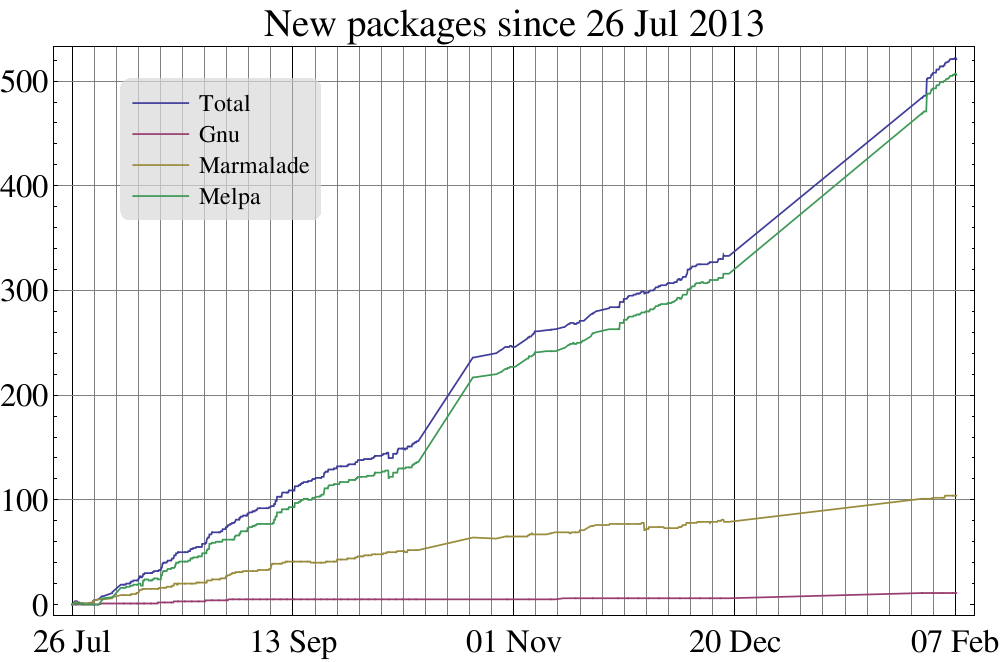 New packages since 26 Jul 2013
Total
Gnu
Marmalade
Melpa
500
400
300
200
100
0
26 Jul 13 Sep 01 Nov 20 Dec 07 Feb